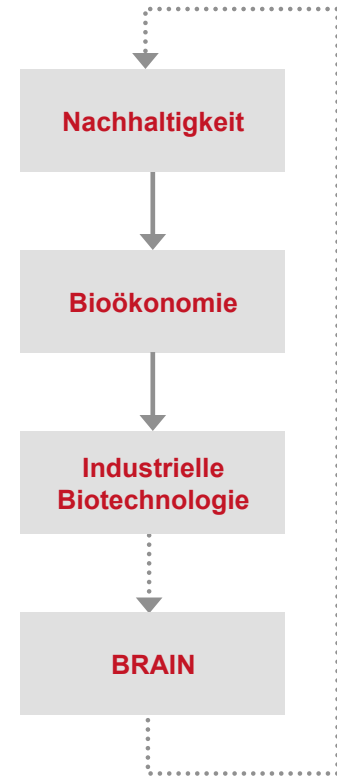 Nachhaltigkeit
Bioökonomie
Industrielle
Biotechnologie
BRAIN